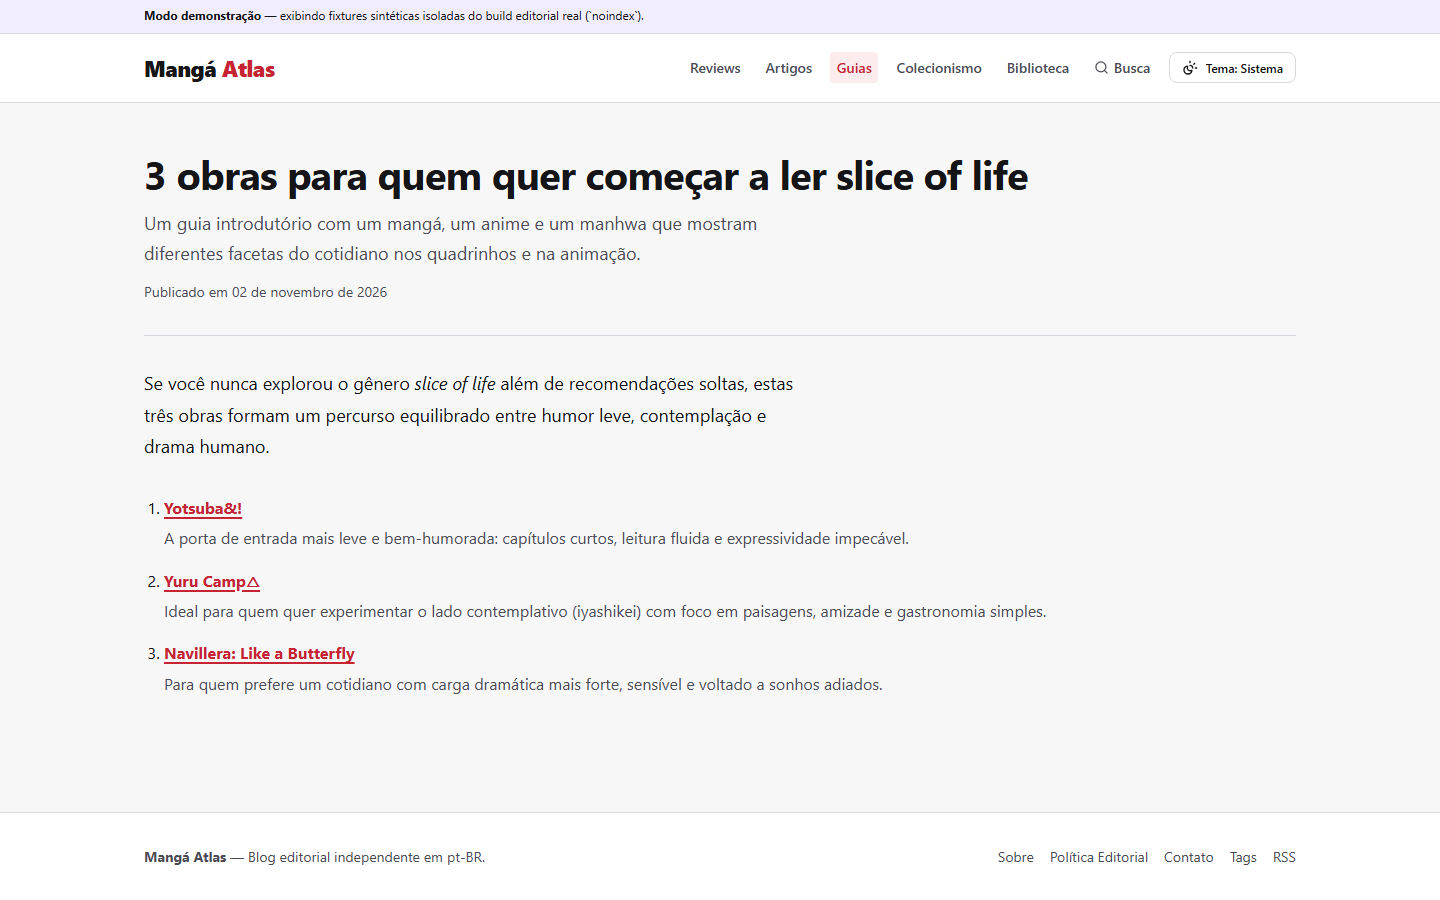 Modo demonstração — exibindo fixtures sintéticas isoladas do build editorial real (`noindex`).
Mangá Atlas
Reviews
Artigos
Guias
Colecionismo
Biblioteca
Busca
Tema: Sistema
3 obras para quem quer começar a ler slice of life
Um guia introdutório com um mangá, um anime e um manhwa que mostram
diferentes facetas do cotidiano nos quadrinhos e na animação.
Publicado em 02 de novembro de 2026
Se você nunca explorou o gênero slice of life além de recomendações soltas, estas
três obras formam um percurso equilibrado entre humor leve, contemplação e
drama humano.
1. Yotsuba&!
A porta de entrada mais leve e bem-humorada: capítulos curtos, leitura fluida e expressividade impecável.
2. Yuru Camp△
Ideal para quem quer experimentar o lado contemplativo (iyashikei) com foco em paisagens, amizade e gastronomia simples.
3. Navillera: Like a Butterfly
Para quem prefere um cotidiano com carga dramática mais forte, sensível e voltado a sonhos adiados.
Mangá Atlas — Blog editorial independente em pt-BR.
Sobre
Política Editorial
Contato
Tags
RSS